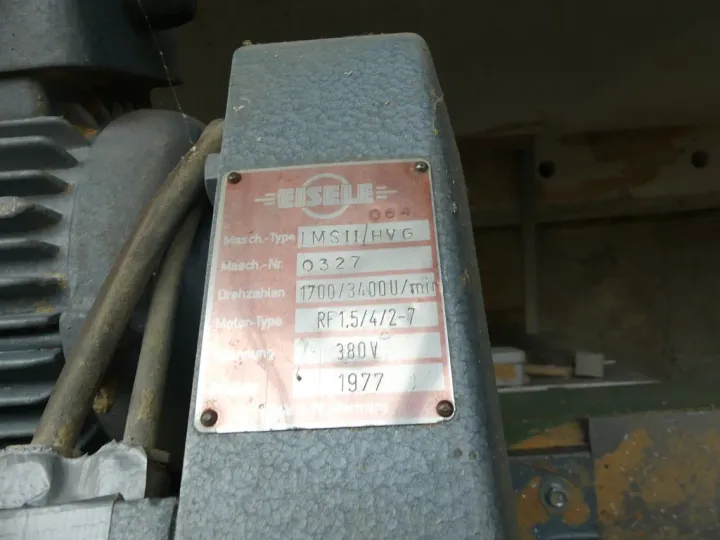 EISELE
064
Masch.-Type LMSII/HVG
Masch.-Nr. 0327
Drehzahlen 1700/3400U/min
Motor-Type RF1,5/4/2-7
380V
1977